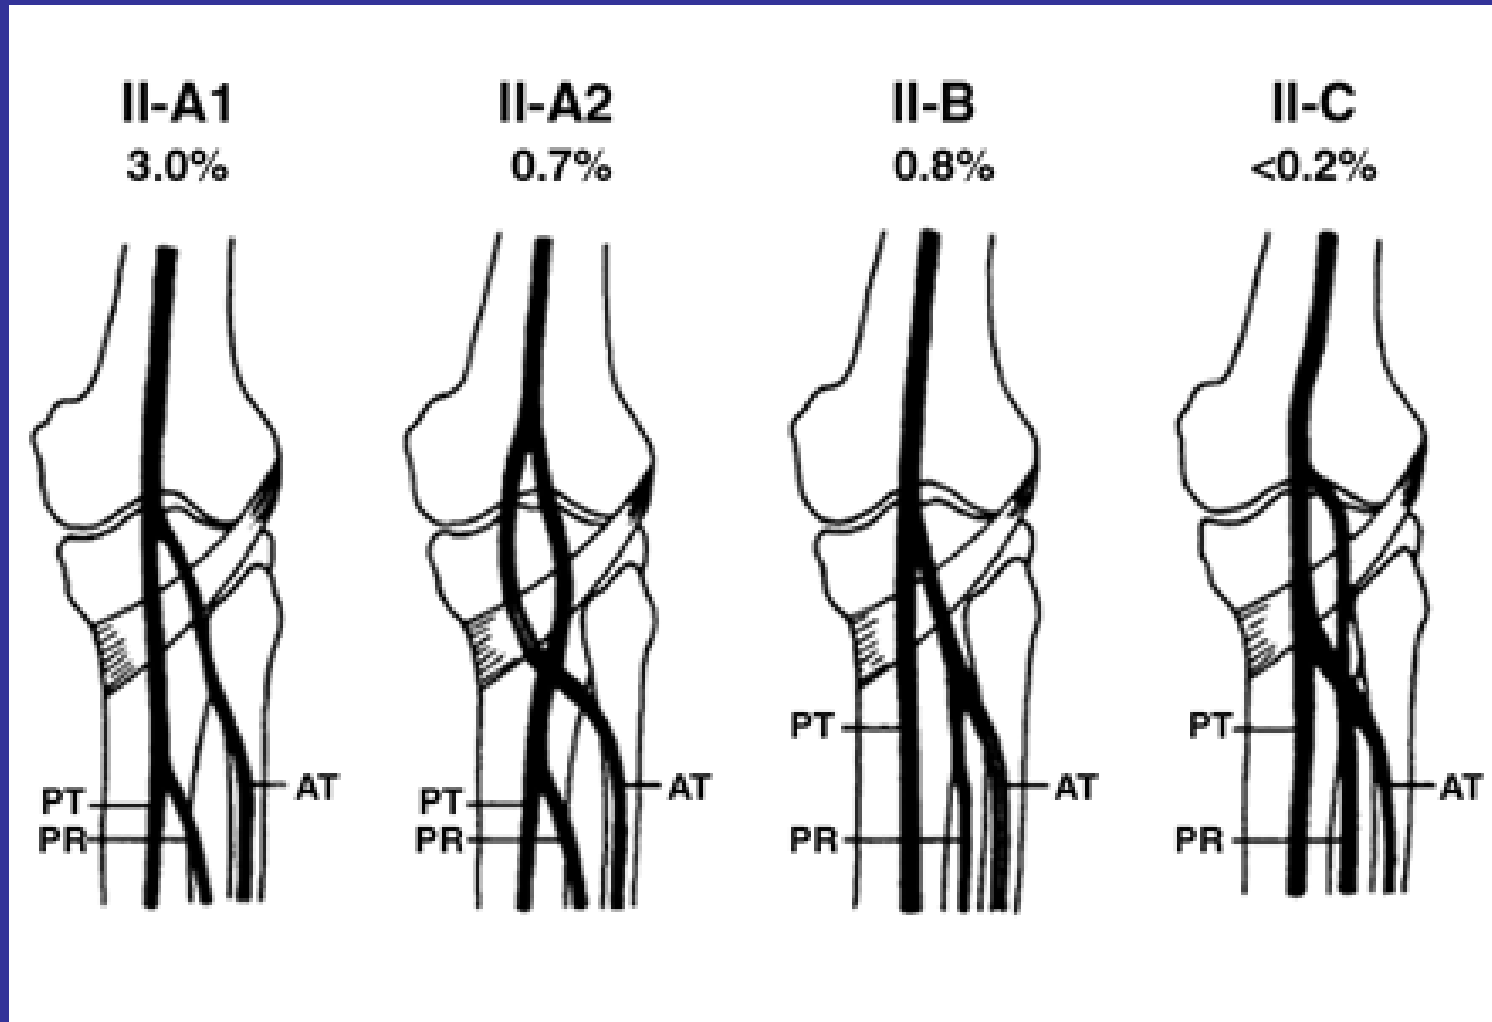 II-A1
3.0%
PT
PR
AT
II-A2
0.7%
PT
PR
AT
II-B
0.8%
PT
PR
AT
II-C
<0.2%
PT
PR
AT